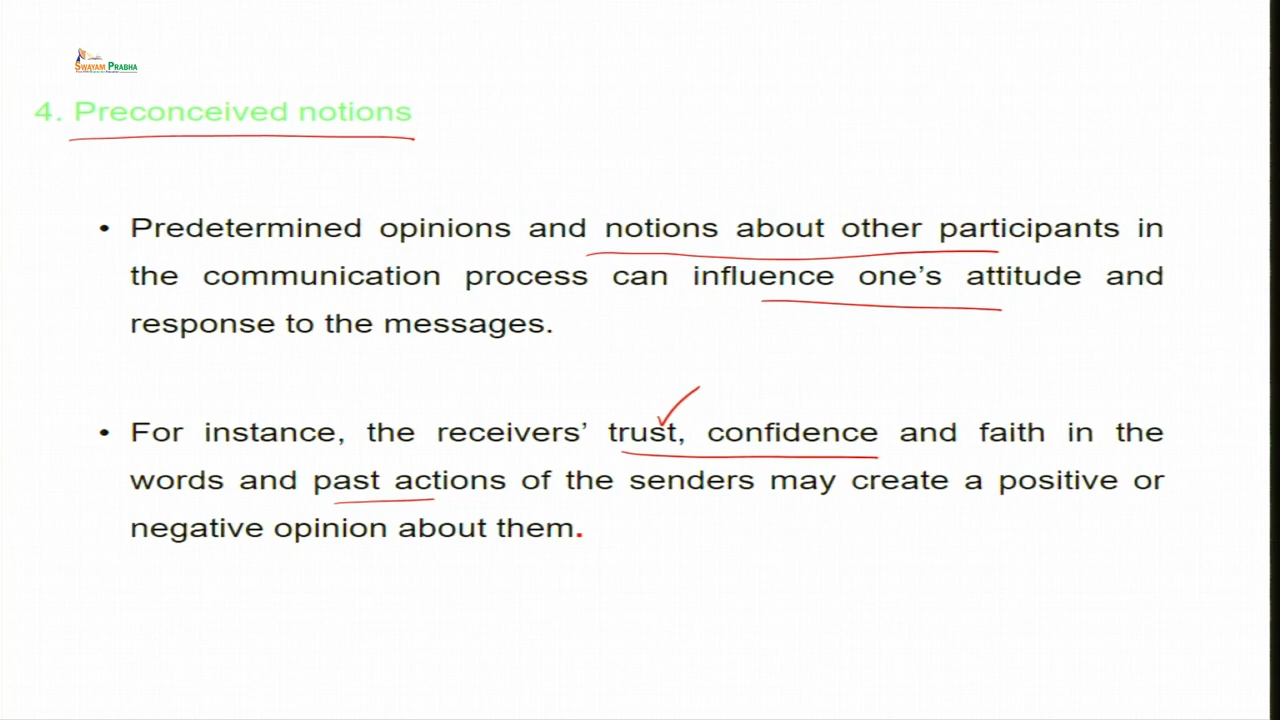 SWAYAM PRABHA
4. Preconceived notions
• Predetermined opinions and notions about other participants in
the communication process can influence one's attitude and
response to the messages.
• For instance, the receivers' trust, confidence and faith in the
words and past actions of the senders may create a positive or
negative opinion about them.